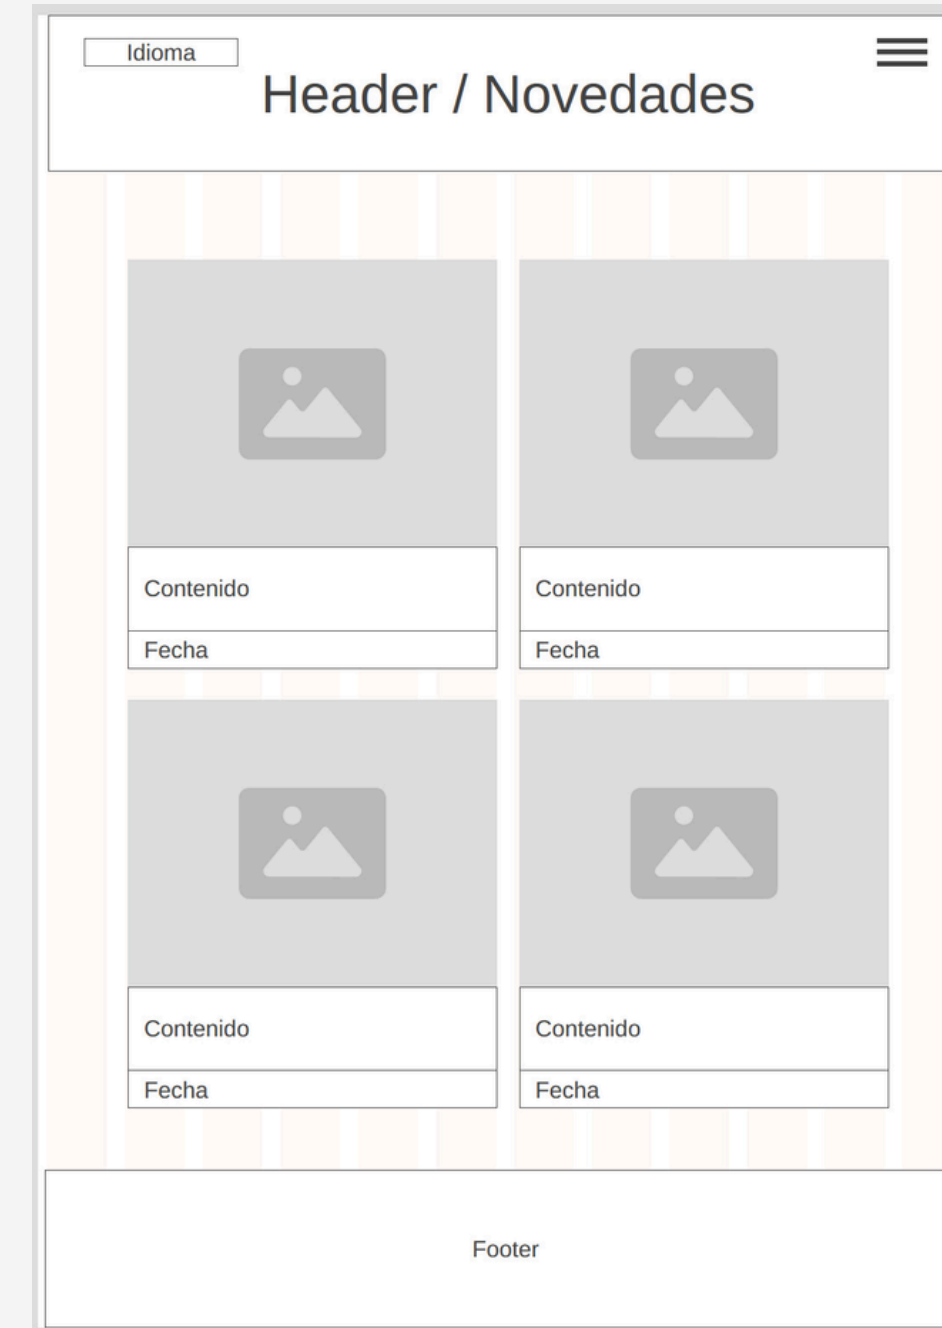 Idioma
Header / Novedades
Contenido
Fecha
Contenido
Fecha
Contenido
Fecha
Contenido
Fecha
Footer